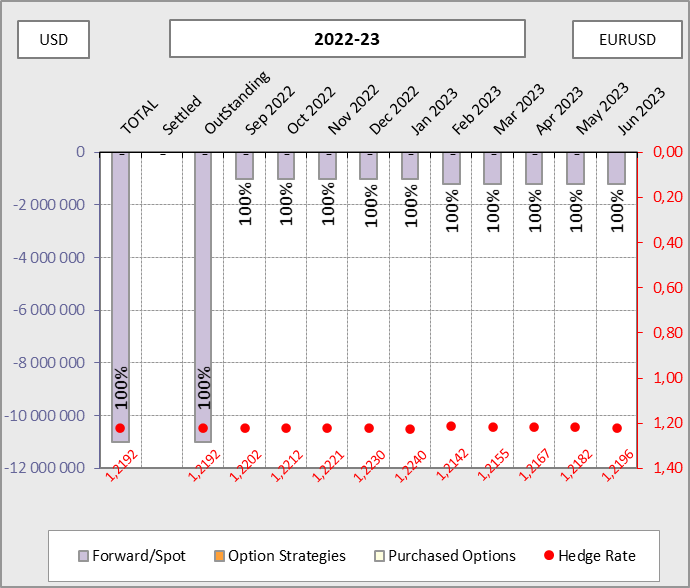 USD
2022-23
EURUSD
TOTAL
Settled
OutStanding
Sep 2022
Oct 2022
Nov 2022
Dec 2022
Jan 2023
Feb 2023
Mar 2023
Apr 2023
May 2023
Jun 2023
0
-2 000 000
-4 000 000
-6 000 000
-8 000 000
-10 000 000
-12 000 000
0,00
0,20
0,40
0,60
0,80
1,00
1,20
1,40
100%
100%
100%
100%
100%
100%
100%
100%
100%
100%
100%
100%
1,2192
1,2192
1,2202
1,2212
1,2221
1,2230
1,2240
1,2142
1,2155
1,2167
1,2182
1,2196
Forward/Spot
Option Strategies
Purchased Options
Hedge Rate